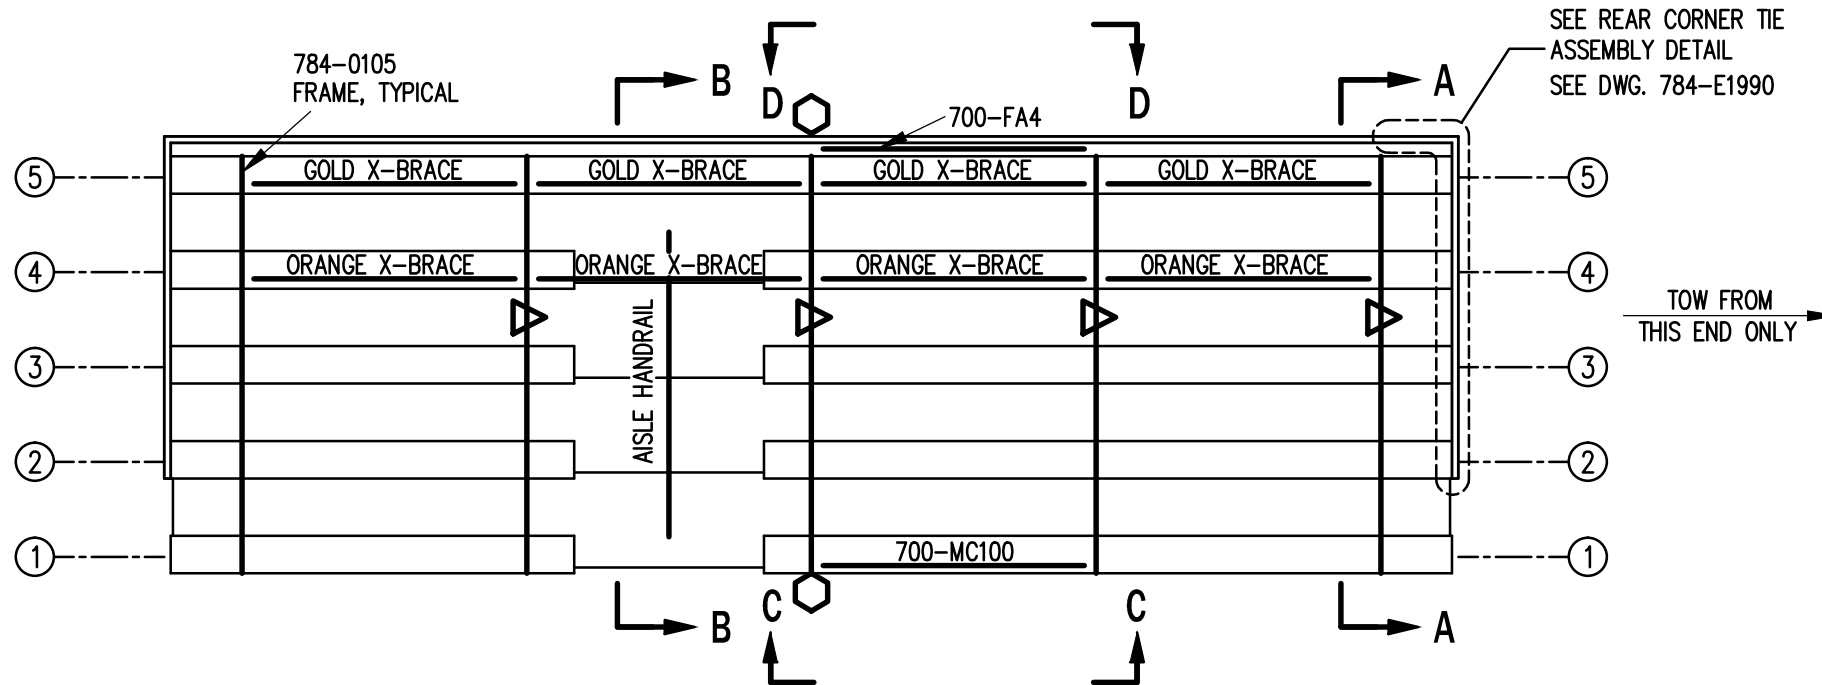 SEE REAR CORNER TIE
ASSEMBLY DETAIL
SEE DWG. 784-E1990
784-0105
FRAME, TYPICAL
B
D
D
A
700-FA4
5
GOLD X-BRACE
GOLD X-BRACE
GOLD X-BRACE
GOLD X-BRACE
5
4
ORANGE X-BRACE
ORANGE X-BRACE
ORANGE X-BRACE
ORANGE X-BRACE
4
TOW FROM
THIS END ONLY
AISLE HANDRAIL
3
3
2
2
1
700-MC100
1
B
C
C
A